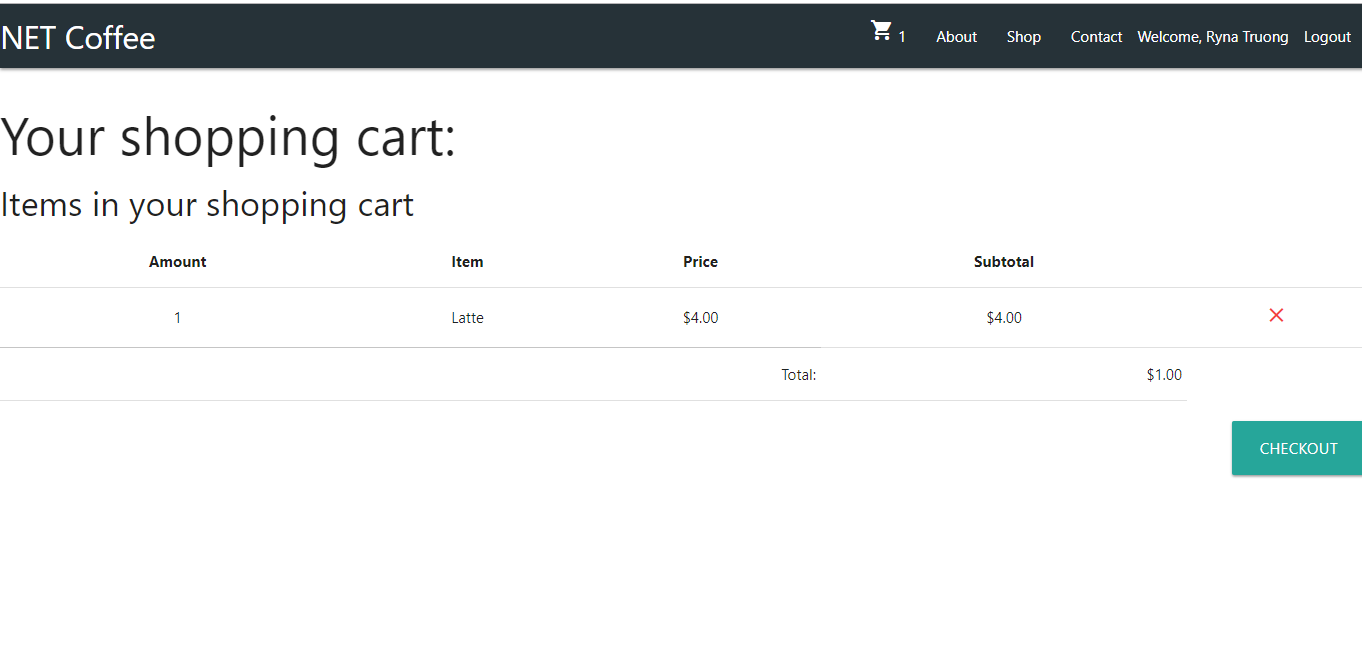 NET Coffee 1 About Shop Contact Welcome, Ryna Truong Logout
Your shopping cart:
Items in your shopping cart
Amount Item Price Subtotal
1 Latte $4.00 $4.00
Total: $1.00
CHECKOUT